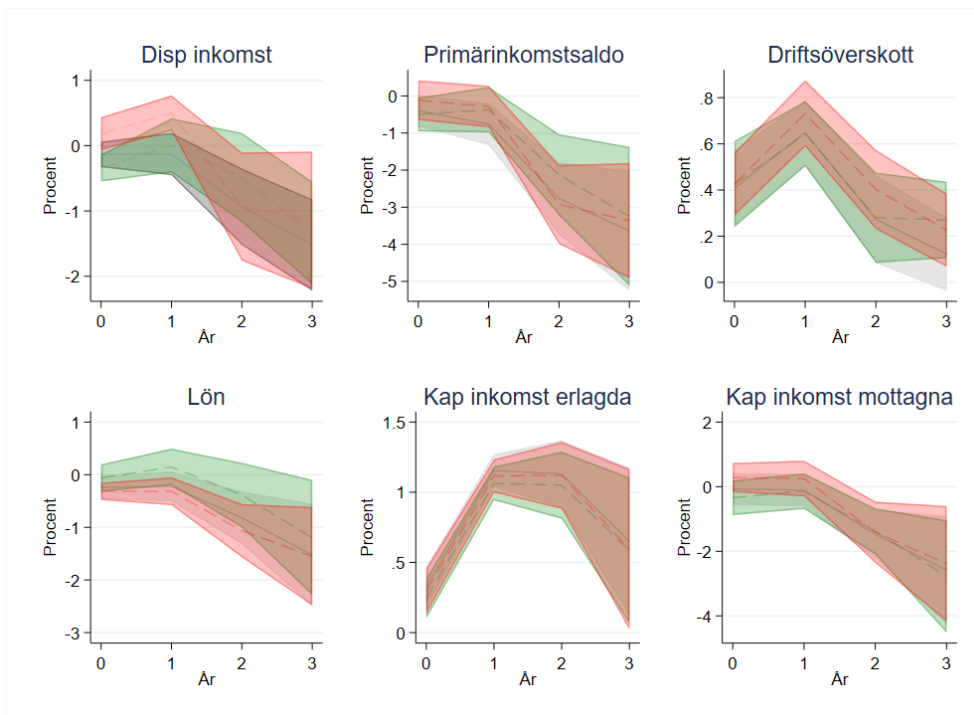 Disp inkomst
Procent
1
0
-1
-2
0 1 2 3
År
Primärinkomstsaldo
Procent
0
-1
-2
-3
-4
-5
0 1 2 3
År
Driftsöverskott
Procent
.8
.6
.4
.2
0
0 1 2 3
År
Lön
Procent
1
0
-1
-2
-3
0 1 2 3
År
Kap inkomst erlagda
Procent
1.5
1
.5
0
0 1 2 3
År
Kap inkomst mottagna
Procent
2
0
-2
-4
0 1 2 3
År